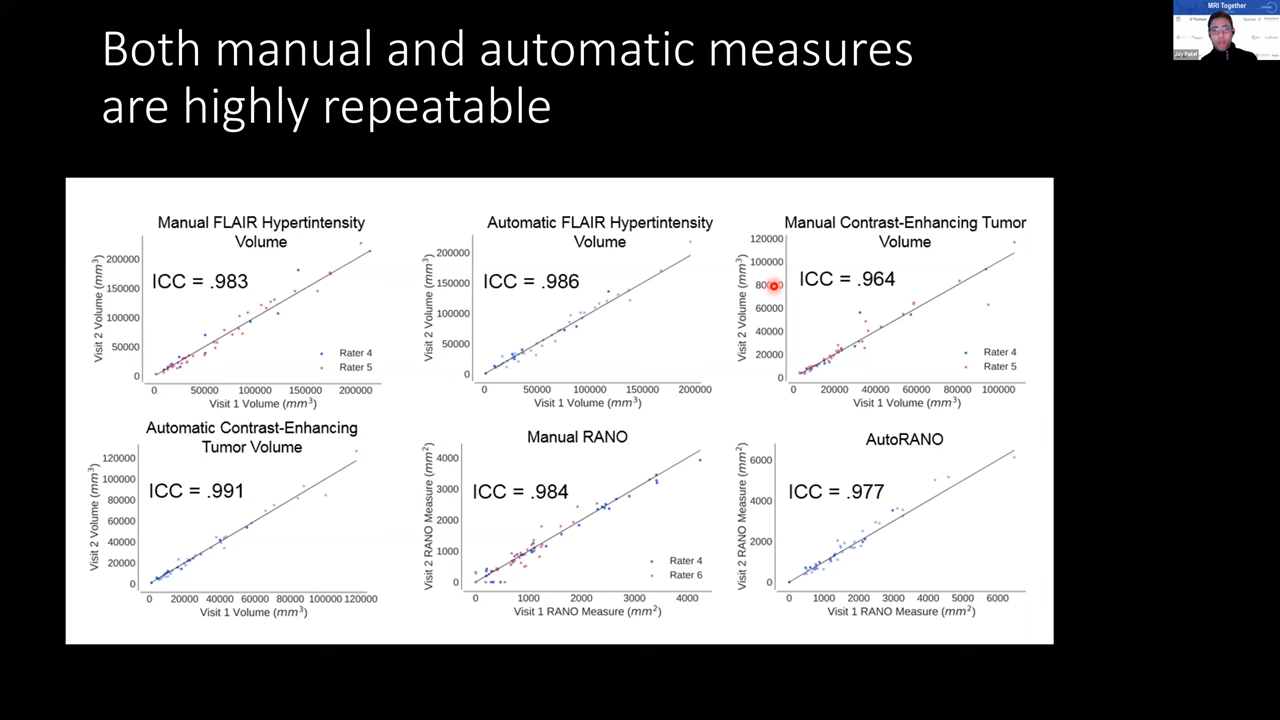 Both manual and automatic measures
are highly repeatable
MRI Together
Jay Patel
Manual FLAIR Hypertintensity
Volume
ICC = .983
Visit 2 Volume (mm³)
200000
150000
100000
50000
0
0 50000 100000 150000 200000
Visit 1 Volume (mm³)
Rater 4
Rater 5
Automatic FLAIR Hypertintensity
Volume
ICC = .986
Visit 2 Volume (mm³)
200000
150000
100000
50000
0
0 50000 100000 150000 200000
Visit 1 Volume (mm³)
Manual Contrast-Enhancing Tumor
Volume
ICC = .964
Visit 2 Volume (mm³)
120000
100000
80000
60000
40000
20000
0
0 20000 40000 60000 80000 100000
Visit 1 Volume (mm³)
Rater 4
Rater 5
Automatic Contrast-Enhancing
Tumor Volume
ICC = .991
Visit 2 Volume (mm³)
120000
100000
80000
60000
40000
20000
0
0 20000 40000 60000 80000 100000 120000
Visit 1 Volume (mm³)
Manual RANO
ICC = .984
Visit 2 RANO Measure (mm²)
4000
3000
2000
1000
0
0 1000 2000 3000 4000
Visit 1 RANO Measure (mm²)
Rater 4
Rater 6
AutoRANO
ICC = .977
Visit 2 RANO Measure (mm²)
6000
4000
2000
0
0 1000 2000 3000 4000 5000 6000
Visit 1 RANO Measure (mm²)